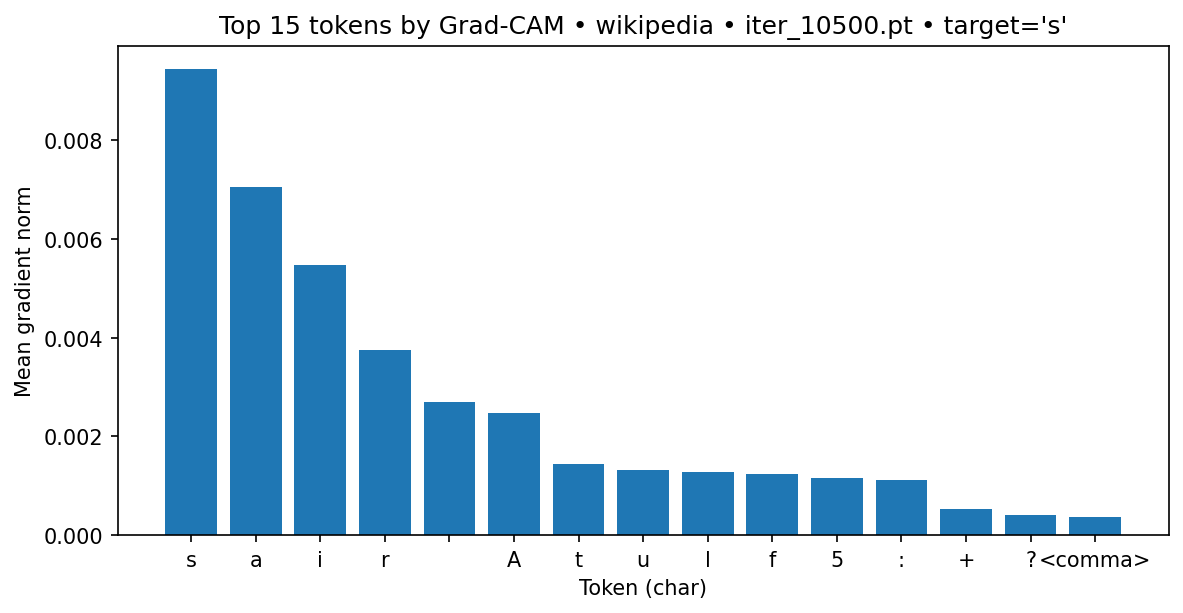 Top 15 tokens by Grad-CAM • wikipedia • iter_10500.pt • target='s'
Mean gradient norm
0.008
0.006
0.004
0.002
0.000
s a i r A t u l f 5 : + ? <comma>
Token (char)